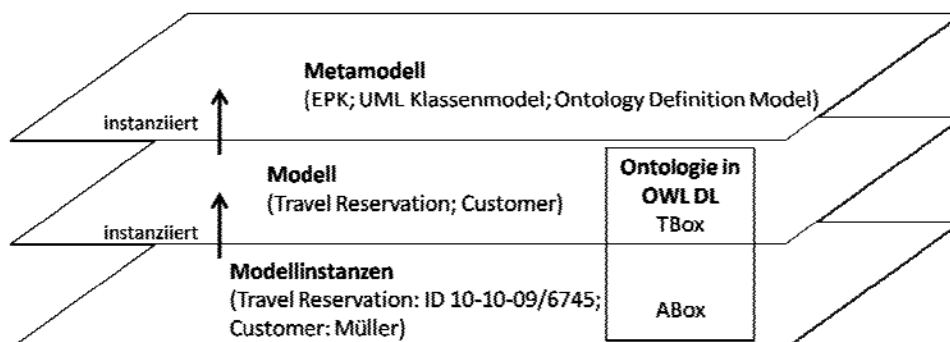 Metamodell
(EPK; UML Klassenmodel; Ontology Definition Model)
instanziiert
Modell
(Travel Reservation; Customer)
Ontologie in
OWL DL
TBox
instanziiert
Modellinstanzen
(Travel Reservation: ID 10-10-09/6745;
Customer: Müller)
ABox